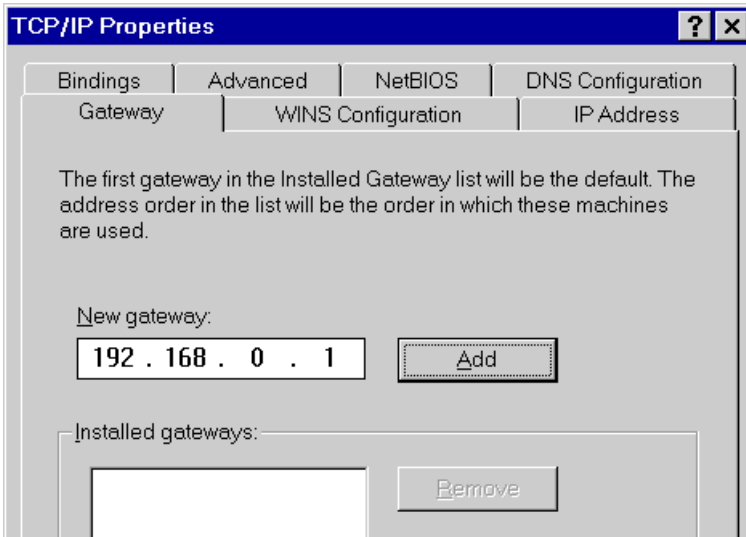 TCP/IP Properties
Bindings Advanced NetBIOS DNS Configuration
Gateway WINS Configuration IP Address
The first gateway in the Installed Gateway list will be the default. The
address order in the list will be the order in which these machines
are used.
New gateway:
192 . 168 . 0 . 1 Add
Installed gateways:
Remove